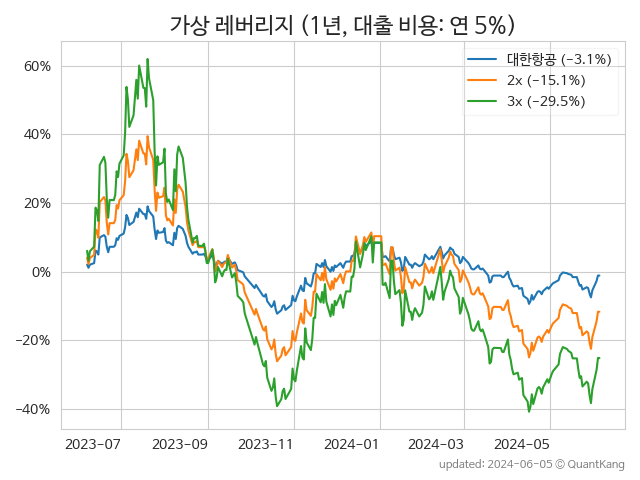 가상 레버리지 (1년, 대출 비용: 연 5%)
대한항공 (−3.1%)
2x (−15.1%)
3x (−29.5%)
60%
40%
20%
0%
−20%
−40%
2023-07 2023-09 2023-11 2024-01 2024-03 2024-05
updated: 2024-06-05 © QuantKang